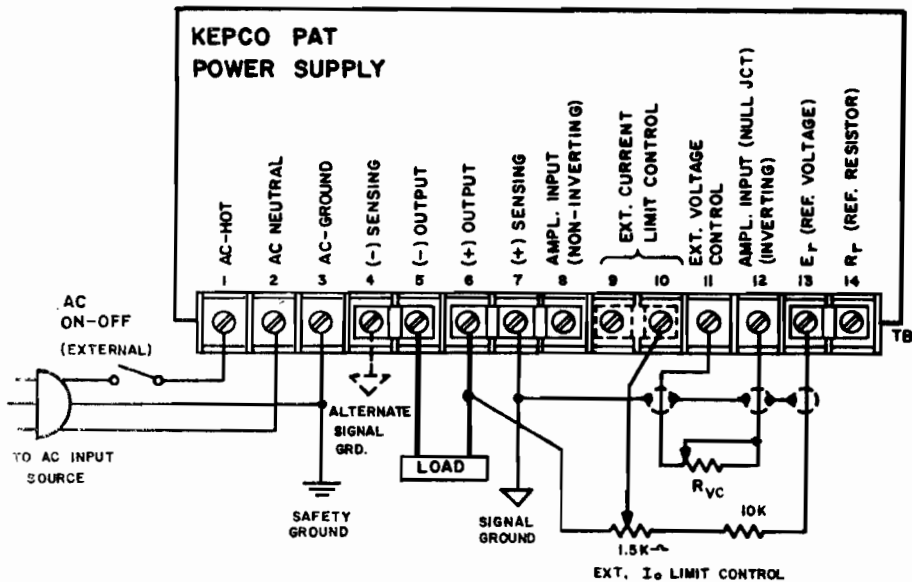 KEPCO PAT
POWER SUPPLY
AC-HOT
AC NEUTRAL
AC-GROUND
(-) SENSING
(-) OUTPUT
(+) OUTPUT
(+) SENSING
AMPL. INPUT
(NON-INVERTING)
EXT. CURRENT
LIMIT CONTROL
EXT. VOLTAGE
CONTROL
AMPL. INPUT (NULL JCT)
(INVERTING)
Er (REF. VOLTAGE)
Rr (REF. RESISTOR)
1 2 3 4 5 6 7 8 9 10 11 12 13 14
TB
AC
ON-OFF
(EXTERNAL)
TO AC INPUT
SOURCE
SAFETY
GROUND
ALTERNATE
SIGNAL
GRD.
LOAD
SIGNAL
GROUND
RVC
1.5K
10K
EXT. Io LIMIT CONTROL